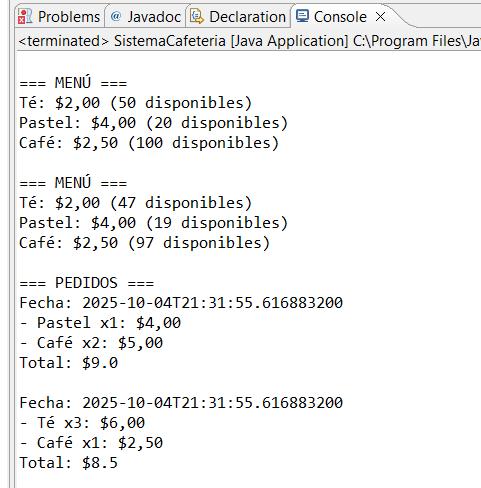 Problems @ Javadoc Declaration Console
<terminated> SistemaCafeteria [Java Application] C:\Program Files\Ja
=== MENÚ ===
Té: $2,00 (50 disponibles)
Pastel: $4,00 (20 disponibles)
Café: $2,50 (100 disponibles)
=== MENÚ ===
Té: $2,00 (47 disponibles)
Pastel: $4,00 (19 disponibles)
Café: $2,50 (97 disponibles)
=== PEDIDOS ===
Fecha: 2025-10-04T21:31:55.616883200
- Pastel x1: $4,00
- Café x2: $5,00
Total: $9.0
Fecha: 2025-10-04T21:31:55.616883200
- Té x3: $6,00
- Café x1: $2,50
Total: $8.5